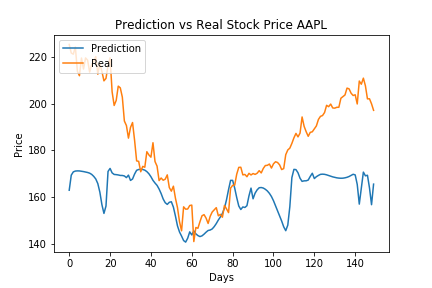 Prediction vs Real Stock Price AAPL
Prediction
Real
Price
220
200
180
160
140
0 20 40 60 80 100 120 140
Days